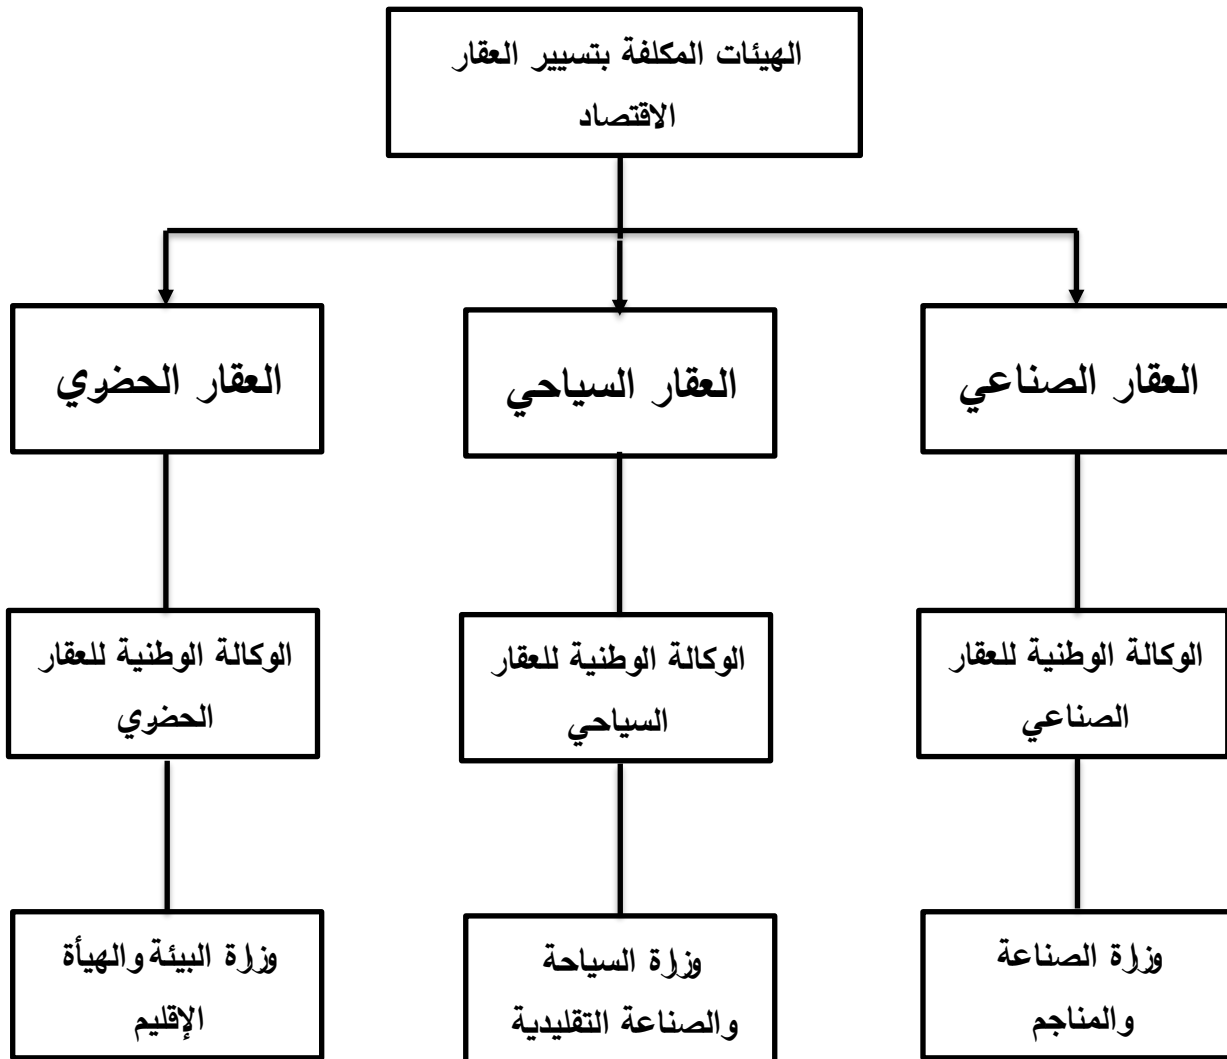 الهيئات المكلفة بتسيير العقار
الاقتصاد
العقار الصناعي
العقار السياحي
العقار الحضري
الوكالة الوطنية للعقار
الصناعي
الوكالة الوطنية للعقار
السياحي
الوكالة الوطنية للعقار
الحضري
وزارة الصناعة
والمناجم
وزارة السياحة
والصناعة التقليدية
وزارة البيئة والهيأة
الإقليم